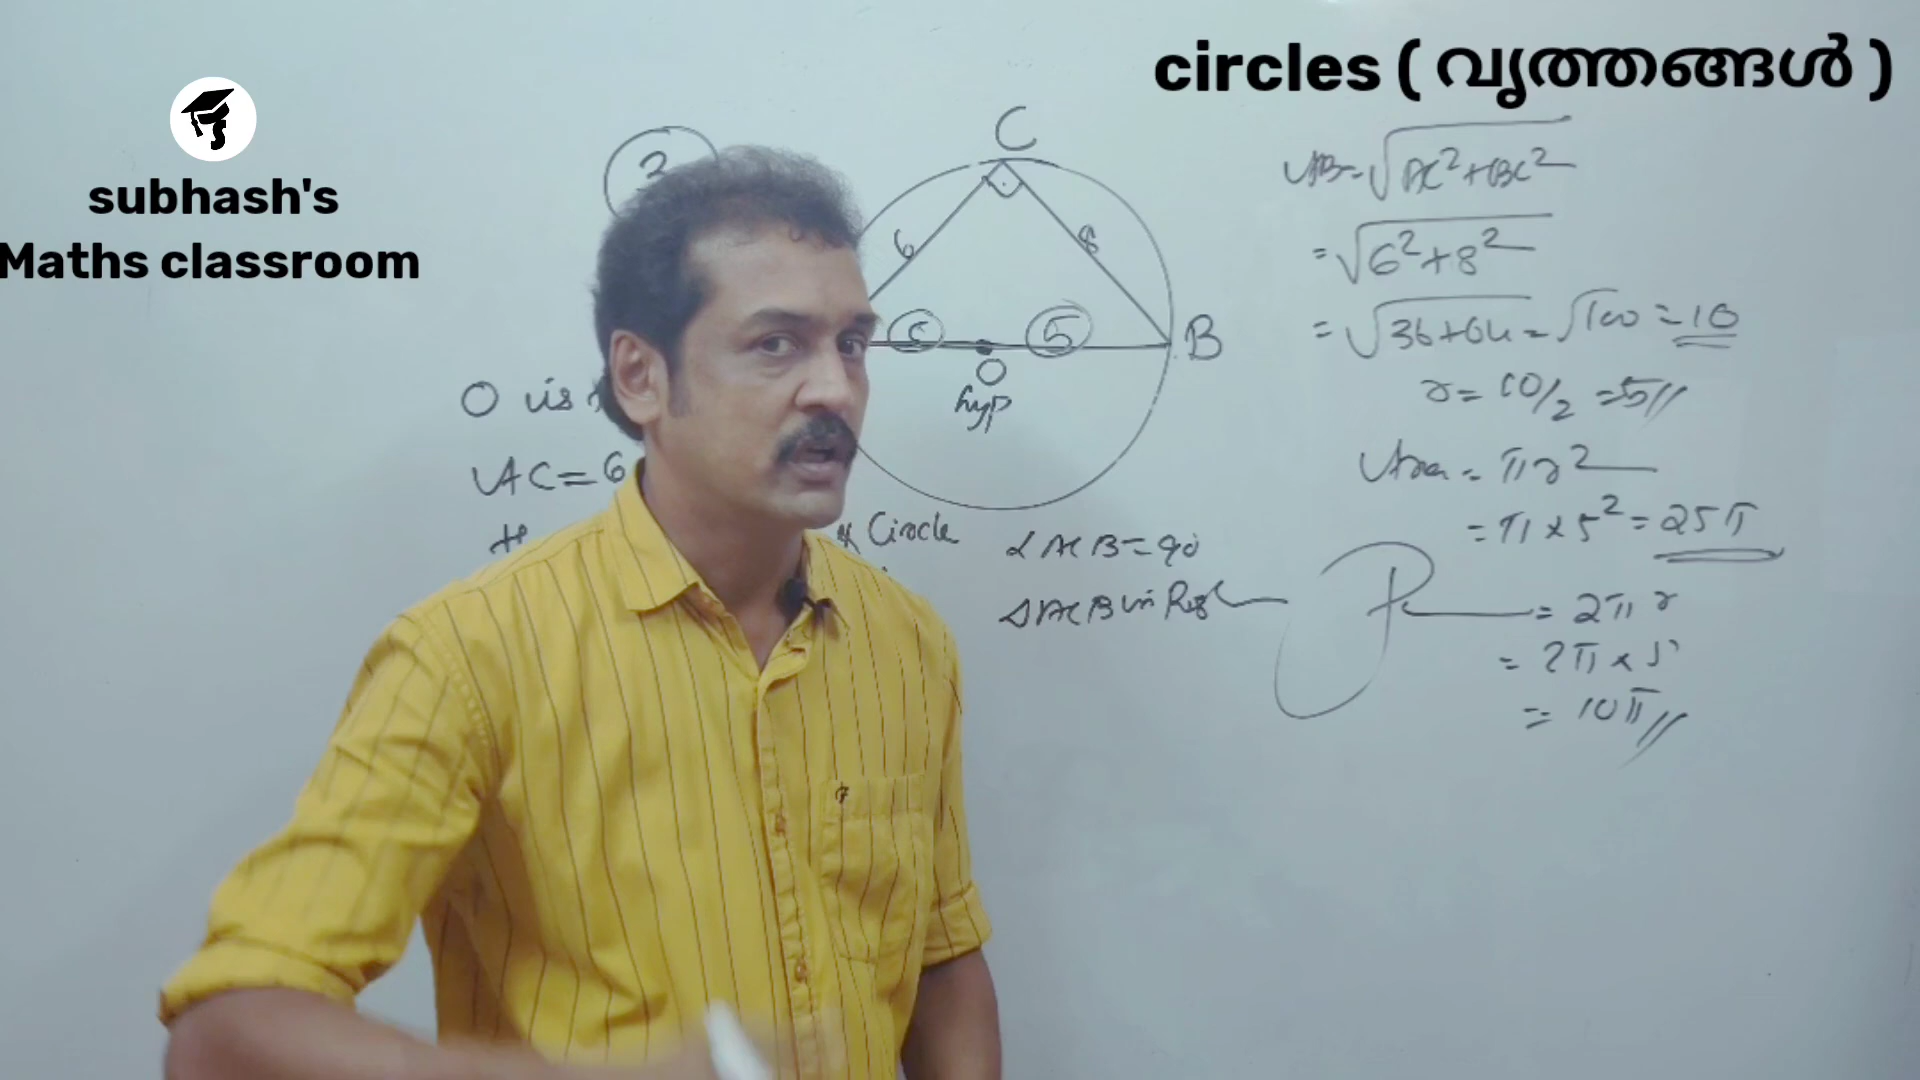 circles ( വൃത്തങ്ങൾ )
subhash's
Maths classroom
3
C
6
8
5
5
B
O
hyp
O is
AC=6
Circle
∠ACB=90
△ACB is Righ
AB=√AC²+BC²
=√6²+8²
=√36+64=√100=10
r=10/2=5//
Area = πr²
=π×5²=25π
P = 2πr
= 2π×5
= 10π//